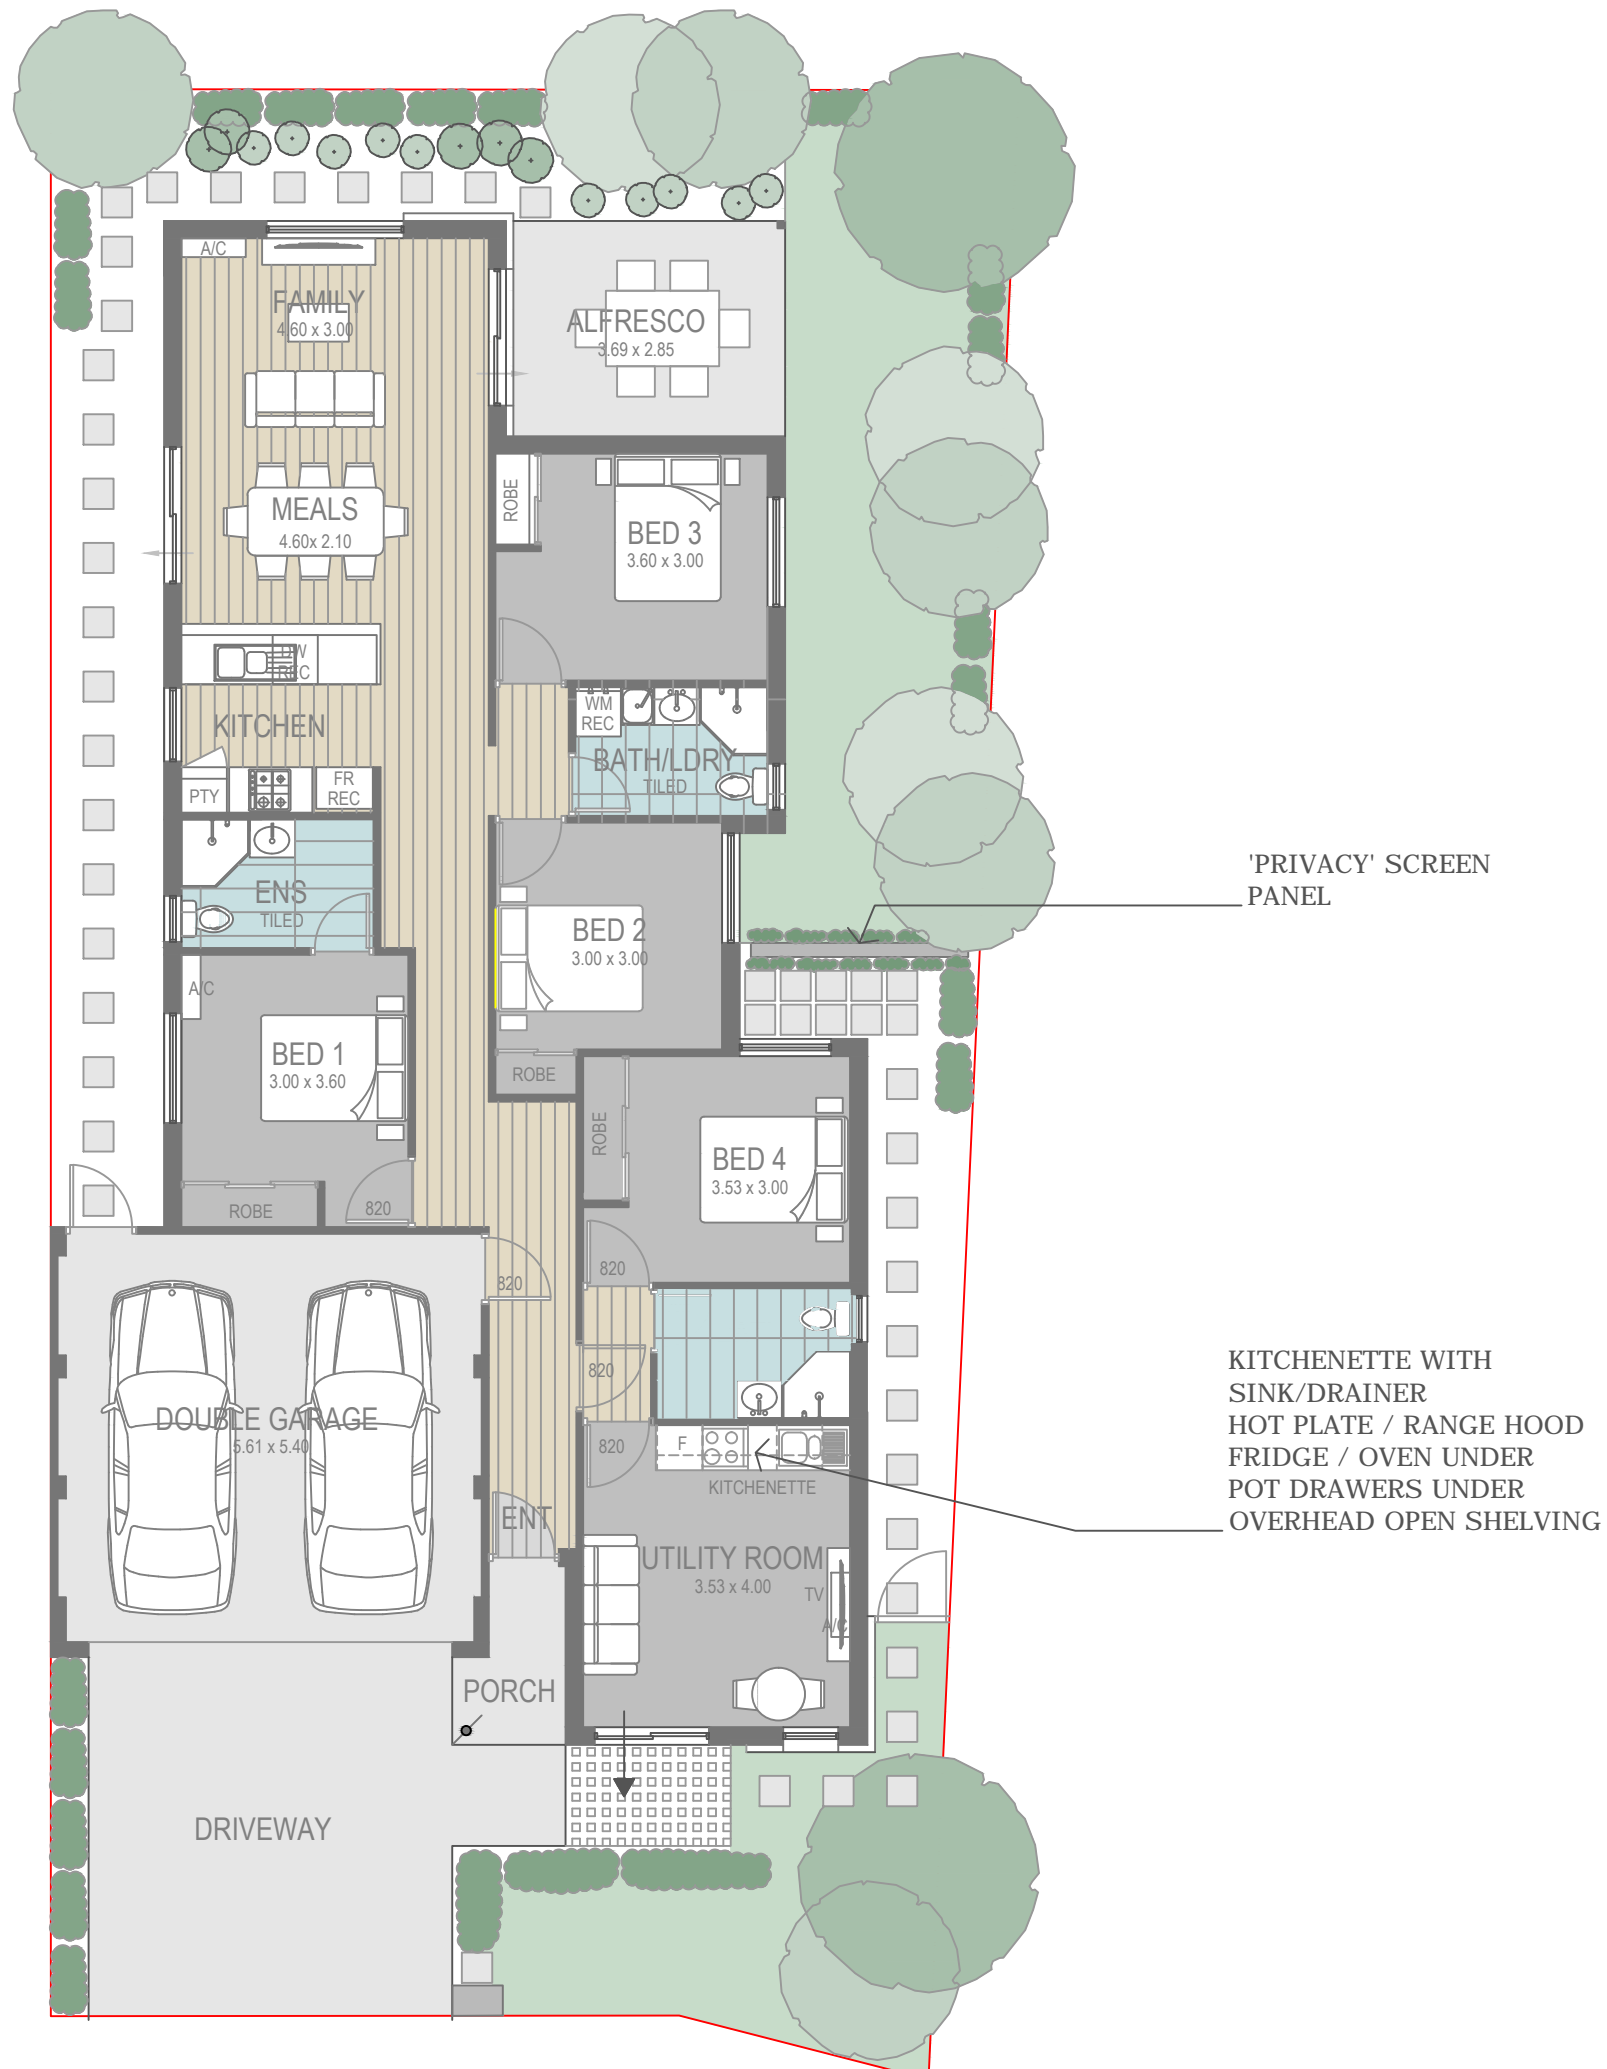 A/C
FAMILY
4.60 x 3.00
ALFRESCO
3.69 x 2.85
ROBE
MEALS
4.60x 2.10
BED 3
3.60 x 3.00
DW
REC
WM
REC
KITCHEN
BATH/LDRY
TILED
PTY
FR
REC
ENS
TILED
'PRIVACY' SCREEN
PANEL
BED 2
3.00 x 3.00
A/C
BED 1
3.00 x 3.60
ROBE
ROBE
BED 4
3.53 x 3.00
ROBE
820
820
820
820
820
DOUBLE GARAGE
5.61 x 5.40
F
KITCHENETTE
KITCHENETTE WITH
SINK/DRAINER
HOT PLATE / RANGE HOOD
FRIDGE / OVEN UNDER
POT DRAWERS UNDER
OVERHEAD OPEN SHELVING
ENT
UTILITY ROOM
3.53 x 4.00
TV
A/C
PORCH
DRIVEWAY